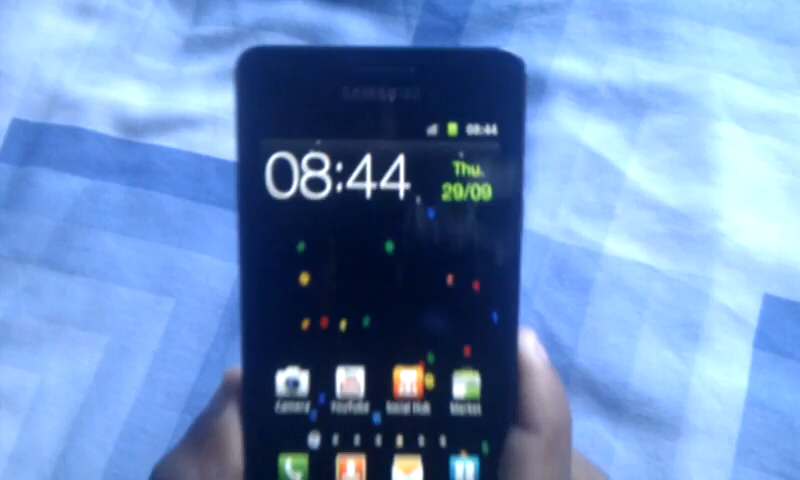 SAMSUNG
08:44
08:44
Thu.
29/09
Camera YouTube Social Hub Market